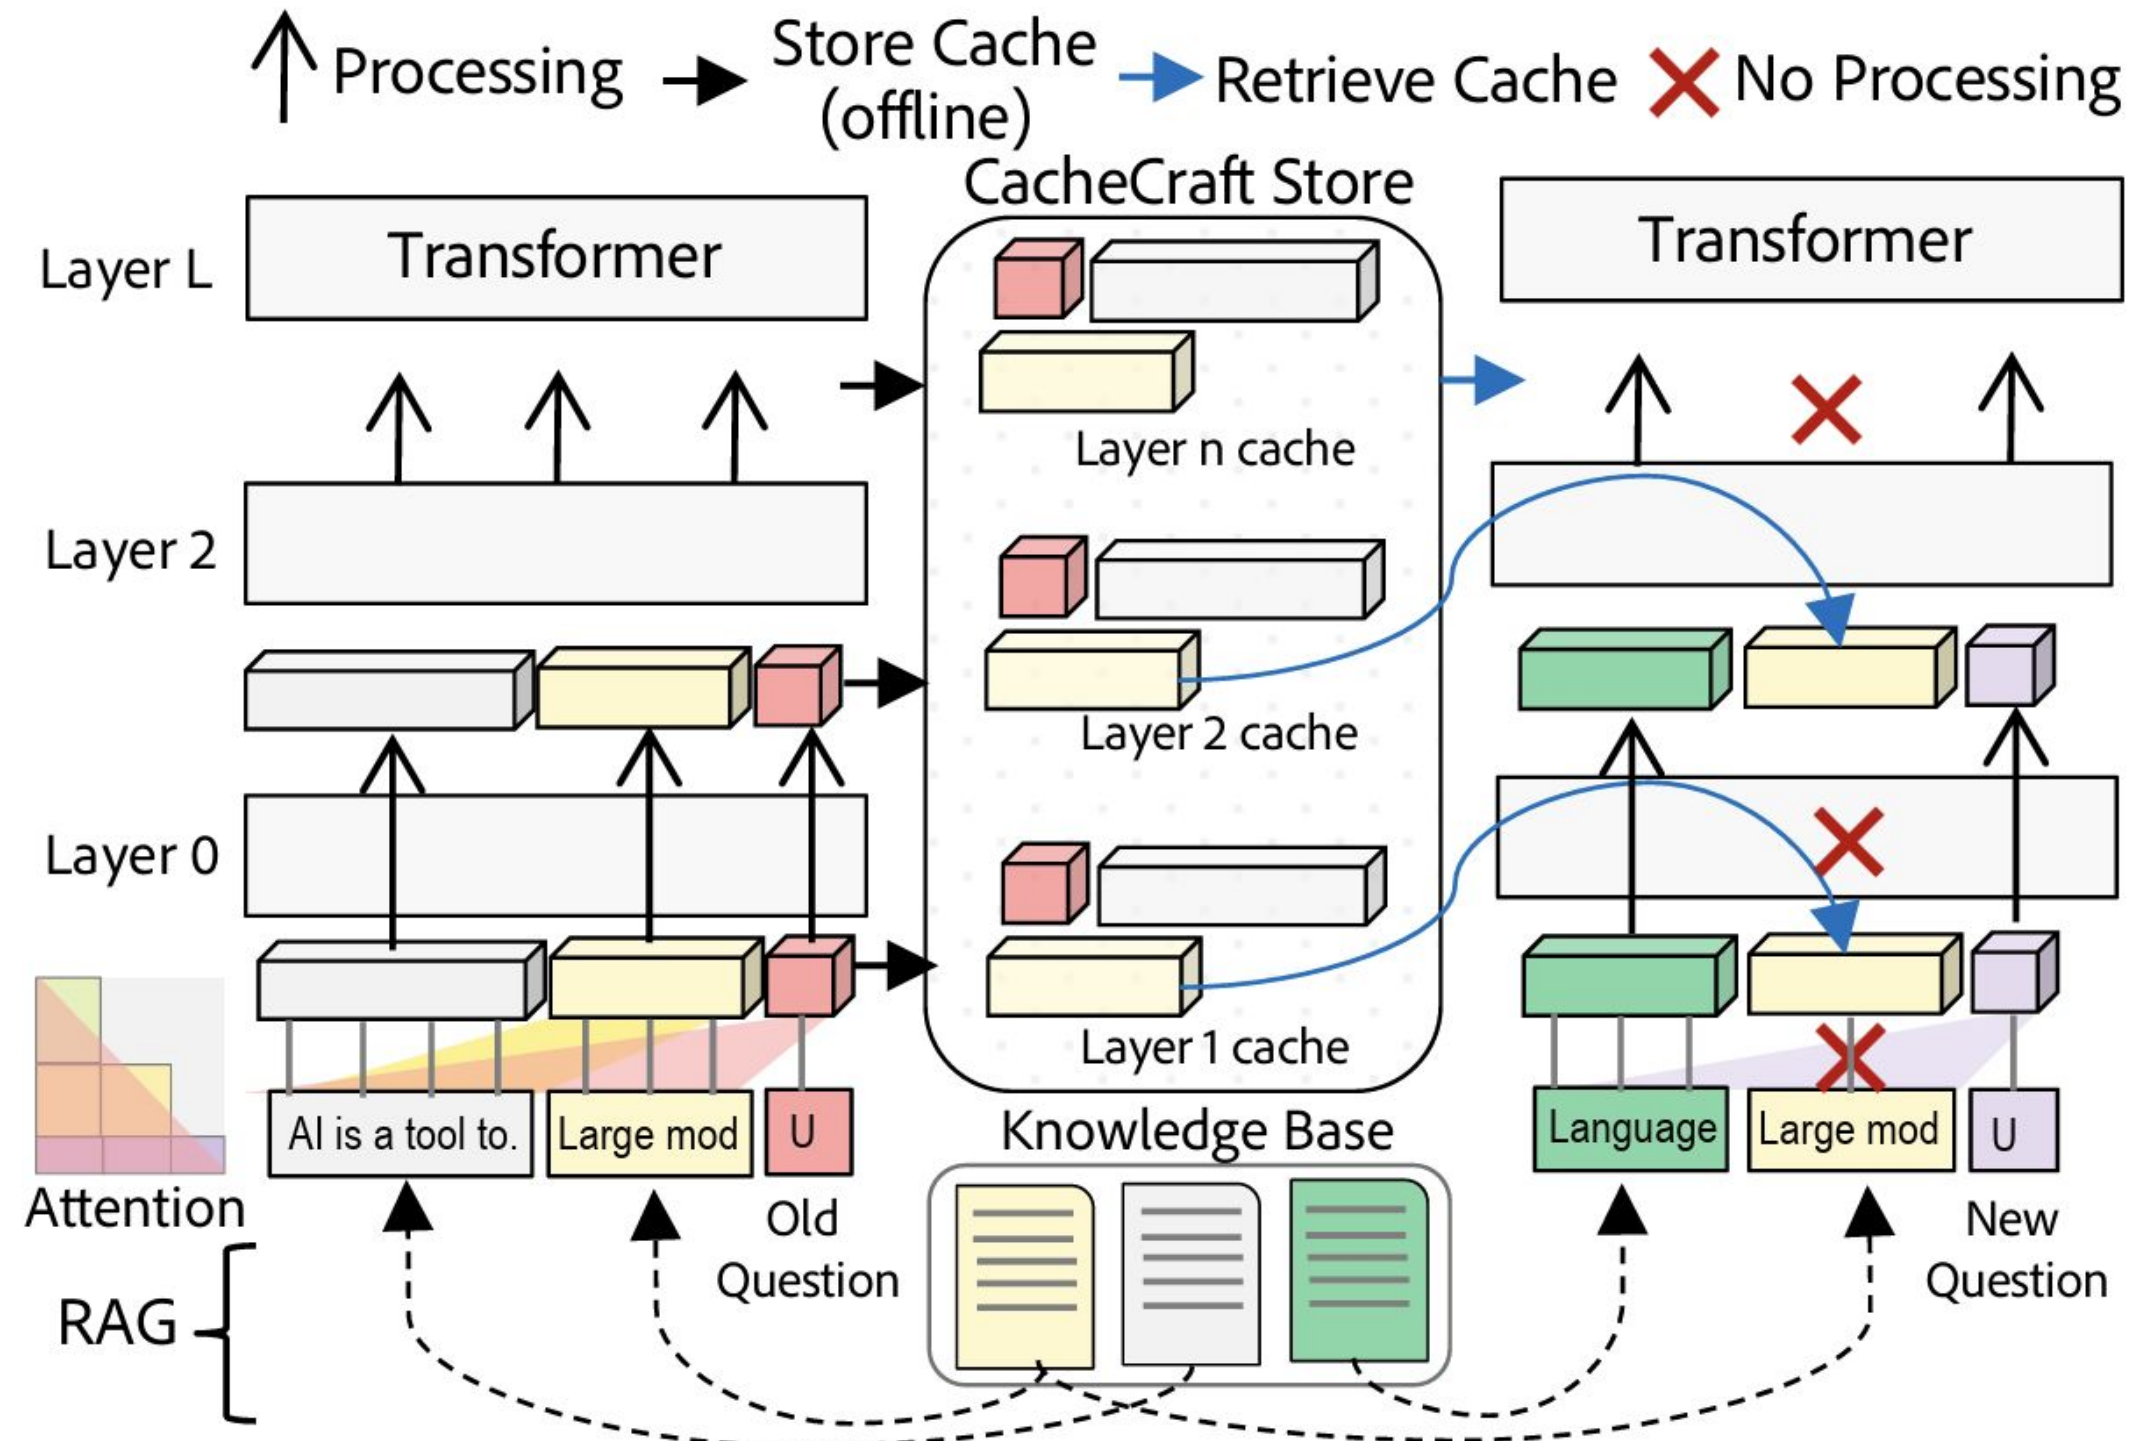 Processing
Store Cache
(offline)
Retrieve Cache
No Processing
CacheCraft Store
Layer L
Transformer
Transformer
Layer n cache
Layer 2
Layer 2 cache
Layer 0
Layer 1 cache
AI is a tool to.
Large mod
U
Knowledge Base
Language
Large mod
U
Attention
Old
Question
New
Question
RAG